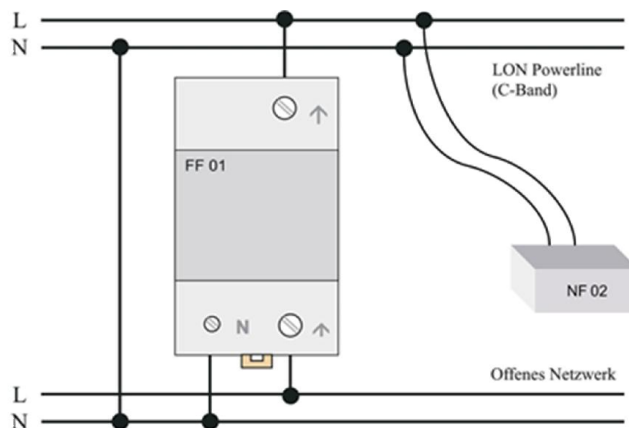 L
N
LON Powerline
(C-Band)
FF 01
NF 02
N
Offenes Netzwerk
L
N